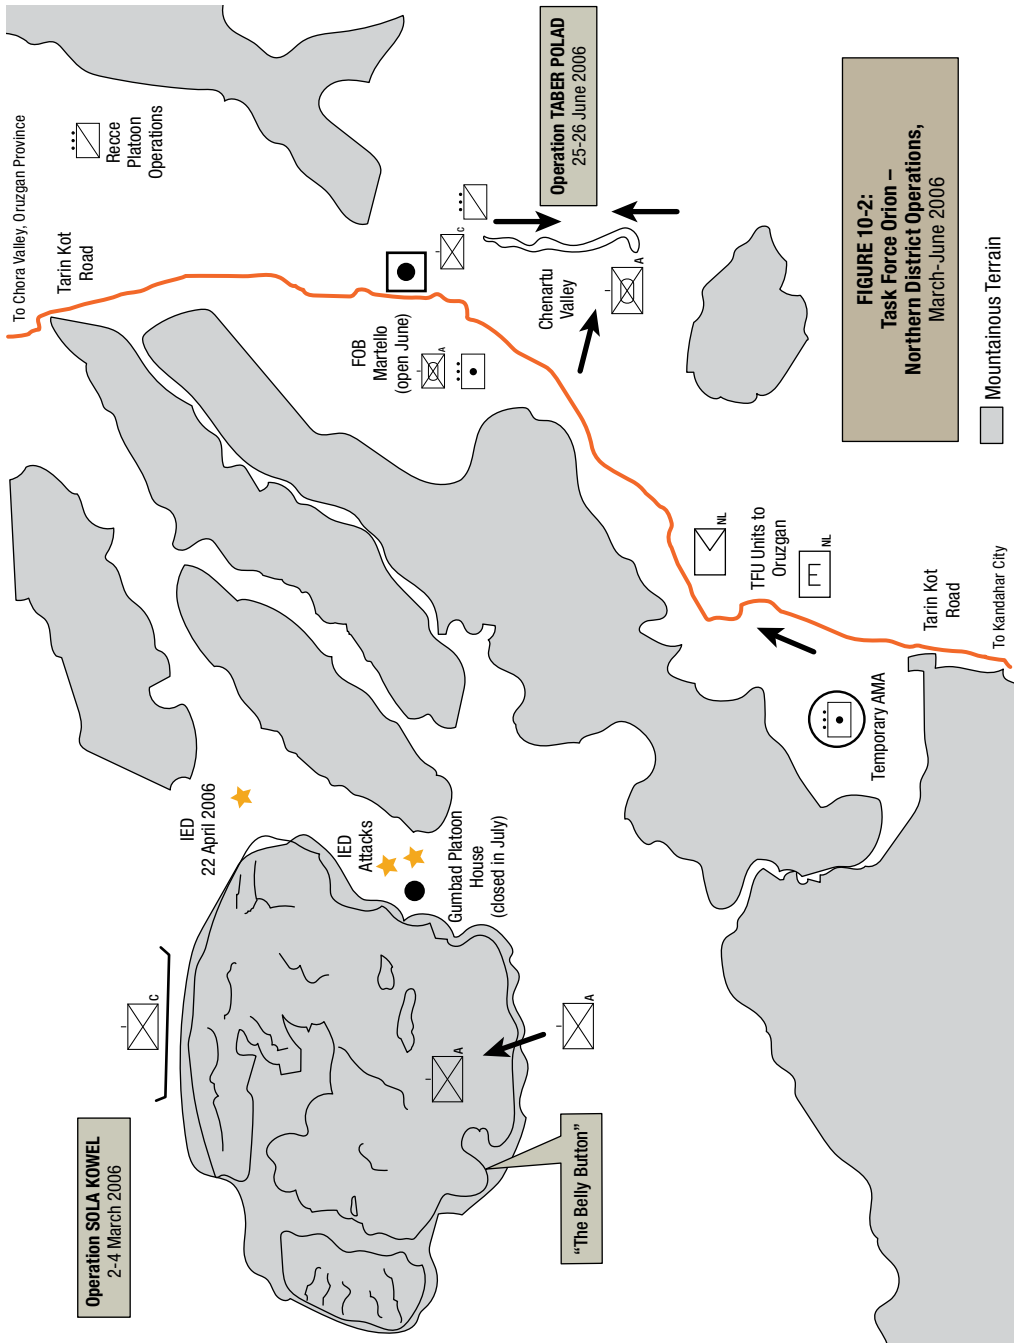 Operation SOLA KOWEL
2-4 March 2006
C
IED
22 April 2006
To Chora Valley, Oruzgan Province
Tarin Kot
Road
Recce
Platoon
Operations
IED
Attacks
Gumbad Platoon
House
(closed in July)
A
A
"The Belly Button"
FOB
Martello
(open June)
A
C
Operation TABER POLAD
25-26 June 2006
Chenartu
Valley
A
NL
TFU Units to
Oruzgan
NL
Temporary AMA
Tarin Kot
Road
To Kandahar City
FIGURE 10-2:
Task Force Orion –
Northern District Operations,
March-June 2006
Mountainous Terrain